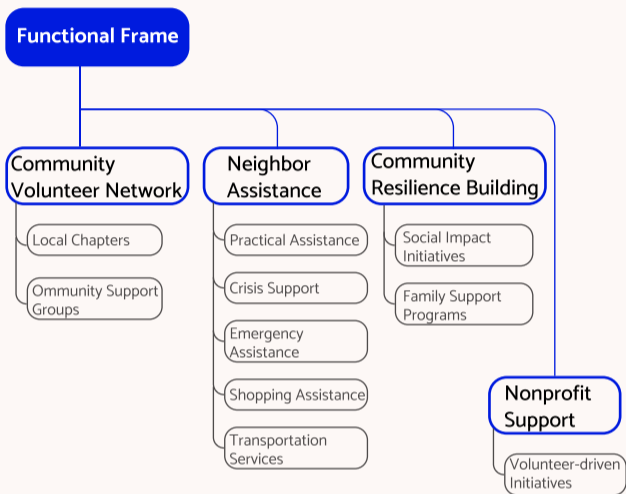 Functional Frame
Community
Volunteer Network
Local Chapters
Ommunity Support
Groups
Neighbor
Assistance
Practical Assistance
Crisis Support
Emergency
Assistance
Shopping Assistance
Transportation
Services
Community
Resilience Building
Social Impact
Initiatives
Family Support
Programs
Nonprofit
Support
Volunteer-driven
Initiatives